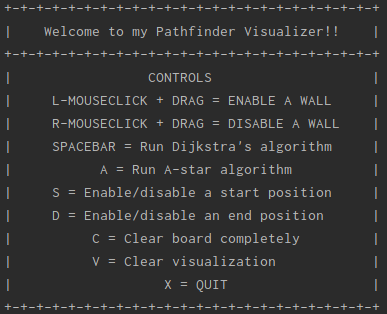 +-+-+-+-+-+-+-+-+-+-+-+-+-+-+-+-+-+-+-+-+-+-+-+
| Welcome to my Pathfinder Visualizer!! |
+-+-+-+-+-+-+-+-+-+-+-+-+-+-+-+-+-+-+-+-+-+-+-+
| CONTROLS |
| L-MOUSECLICK + DRAG = ENABLE A WALL |
| R-MOUSECLICK + DRAG = DISABLE A WALL |
| SPACEBAR = Run Dijkstra's algorithm |
| A = Run A-star algorithm |
| S = Enable/disable a start position |
| D = Enable/disable an end position |
| C = Clear board completely |
| V = Clear visualization |
| X = QUIT |
+-+-+-+-+-+-+-+-+-+-+-+-+-+-+-+-+-+-+-+-+-+-+-+